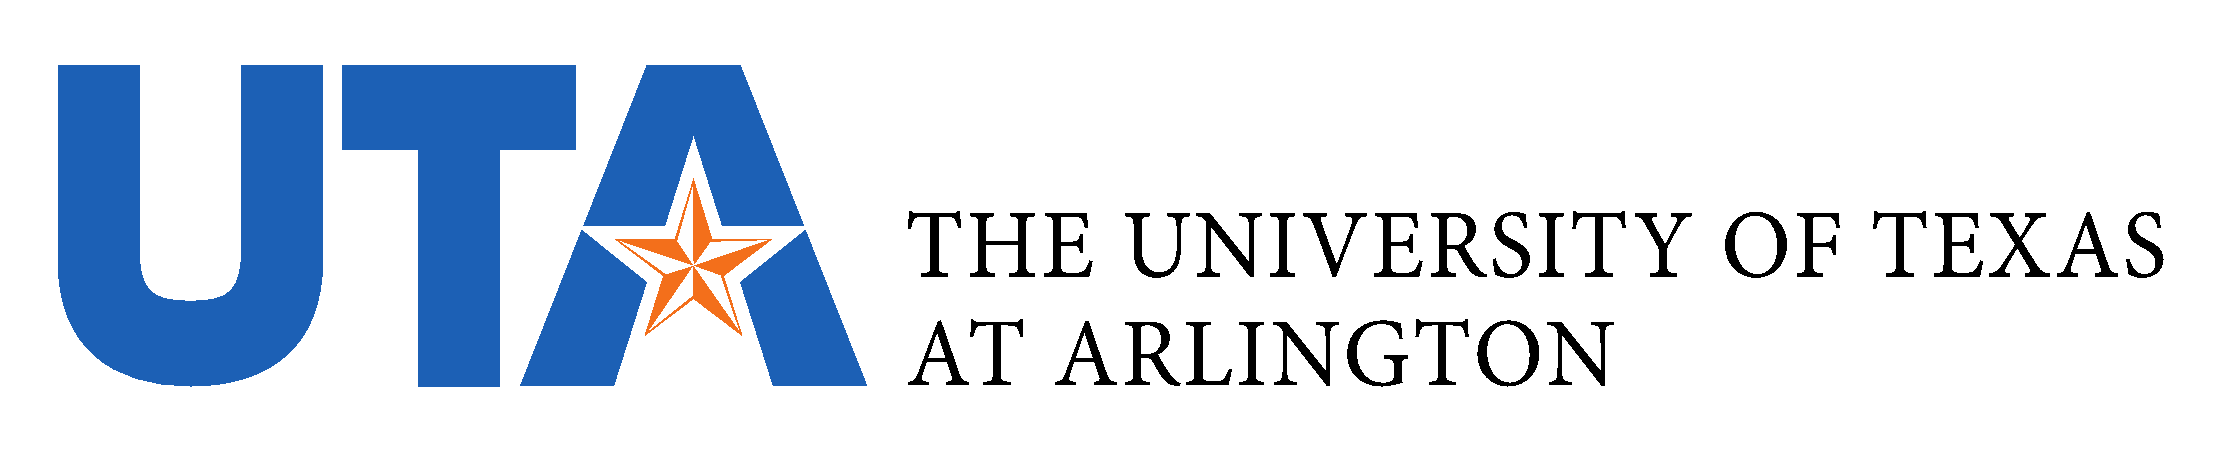 UTA
THE UNIVERSITY OF TEXAS
AT ARLINGTON